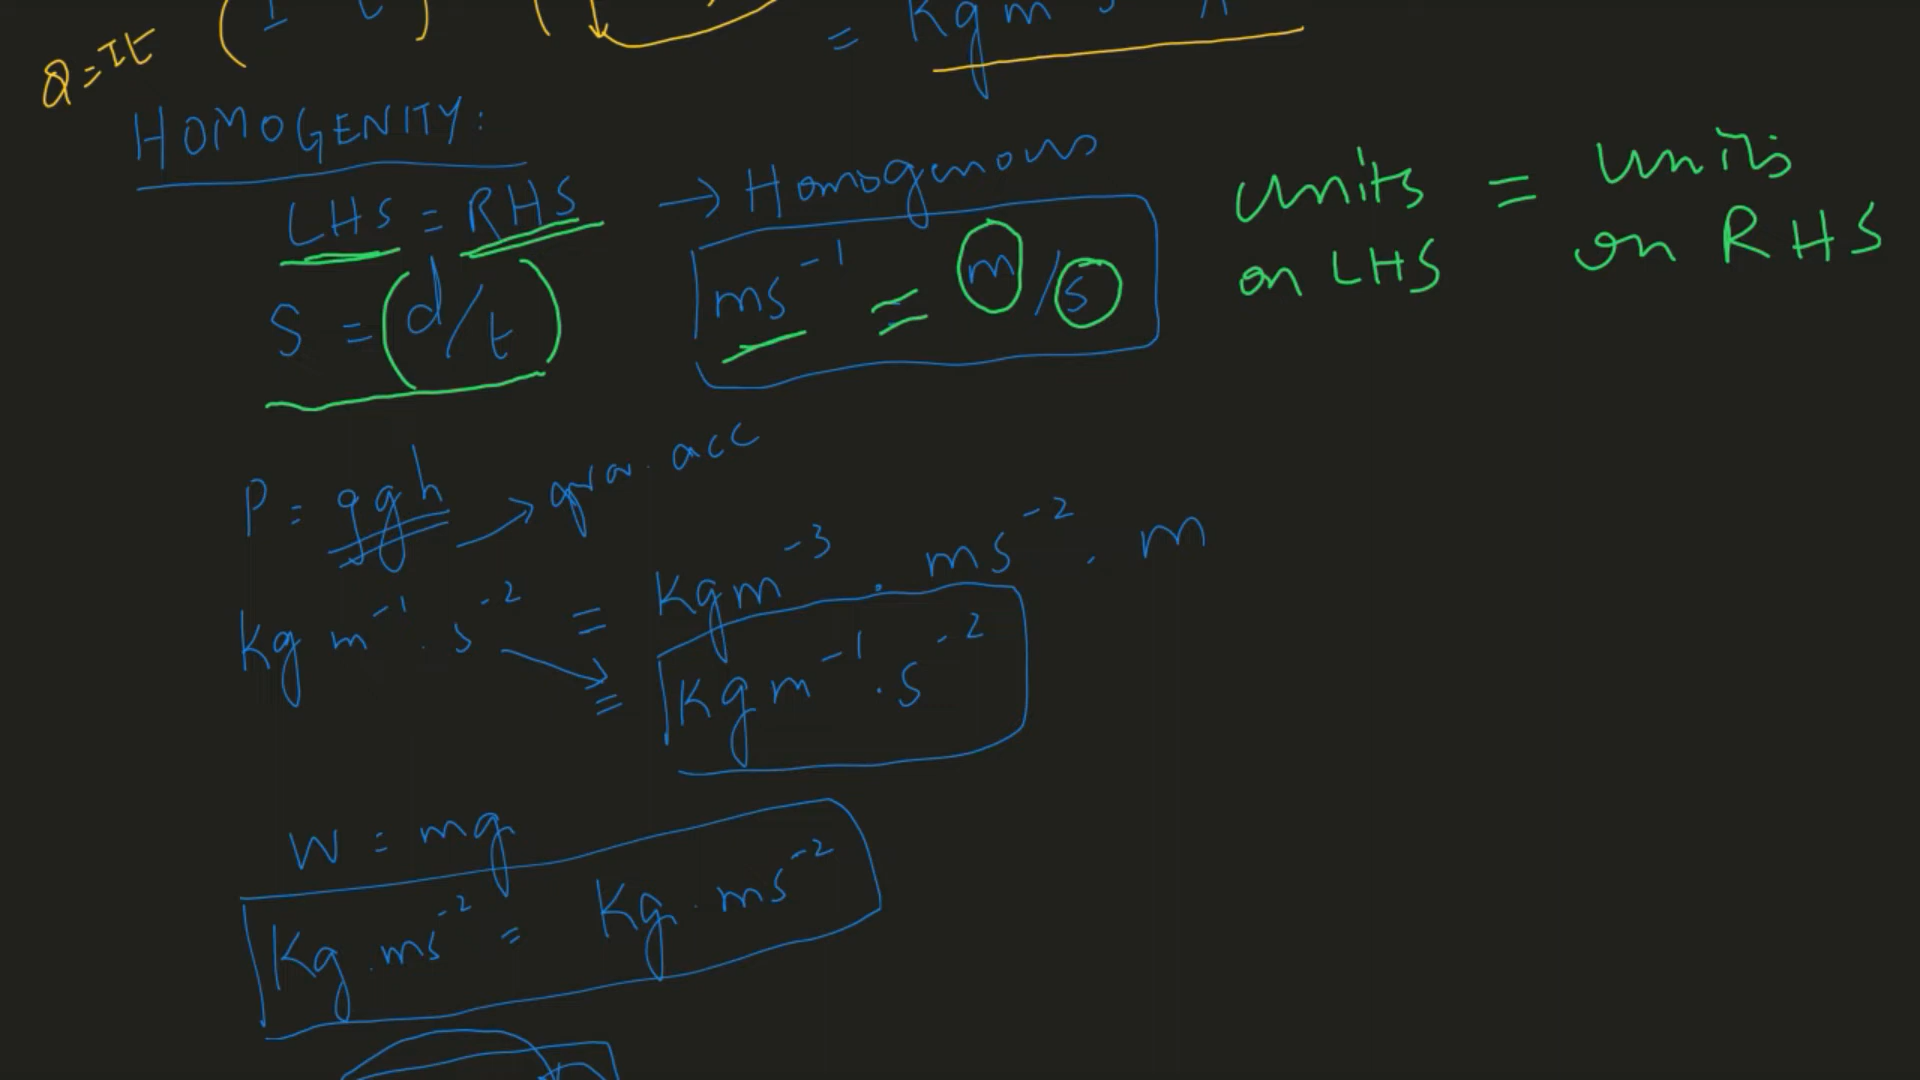 Q=It
= Kgm
HOMOGENITY:
LHS = RHS → Homogenous
units on LHS = units on RHS
S = (d/t)
ms⁻¹ = m/s
P = ρgh → gra. acc
Kg m⁻¹ . s⁻² = Kgm⁻³ . ms⁻² . m
= Kgm⁻¹ . s⁻²
W = mg
Kg . ms⁻² = Kg . ms⁻²